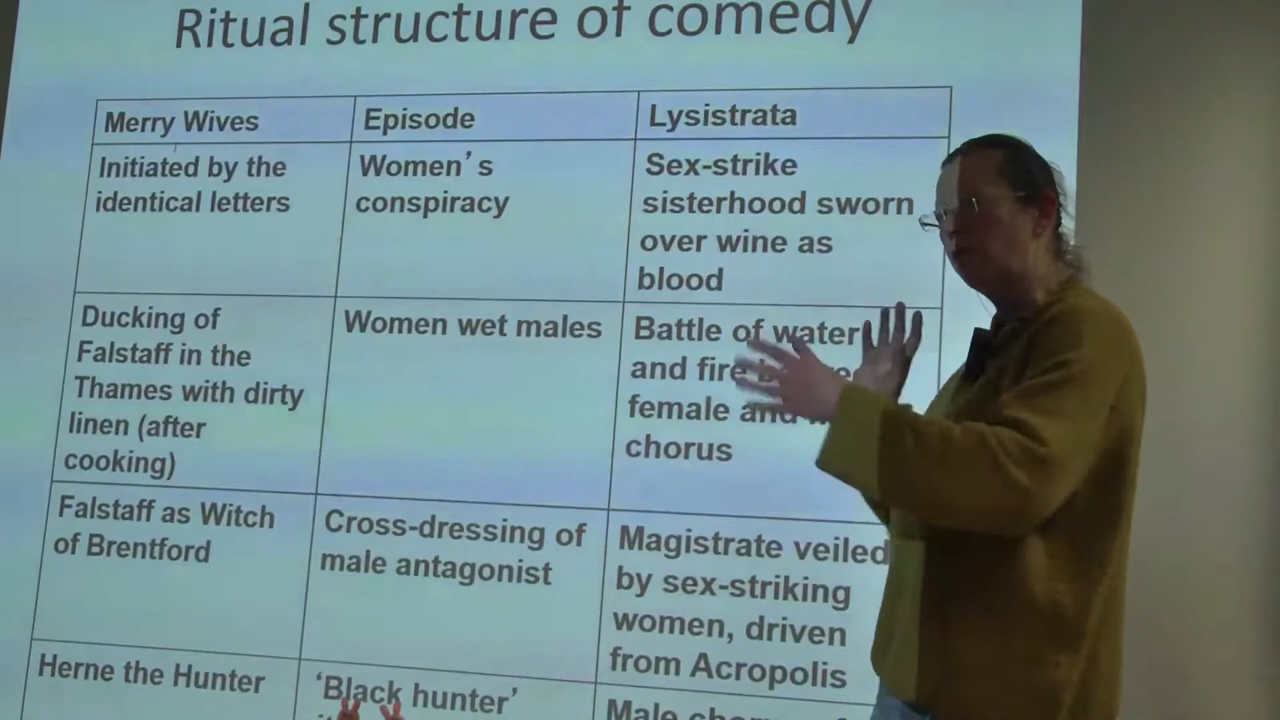 Ritual structure of comedy
Merry Wives
Episode
Lysistrata
Initiated by the
identical letters
Women's
conspiracy
Sex-strike
sisterhood sworn
over wine as
blood
Ducking of
Falstaff in the
Thames with dirty
linen (after
cooking)
Women wet males
Battle of water
and fire
female and
chorus
Falstaff as Witch
of Brentford
Cross-dressing of
male antagonist
Magistrate veiled
by sex-striking
women, driven
from Acropolis
Herne the Hunter
‘Black hunter’
Male